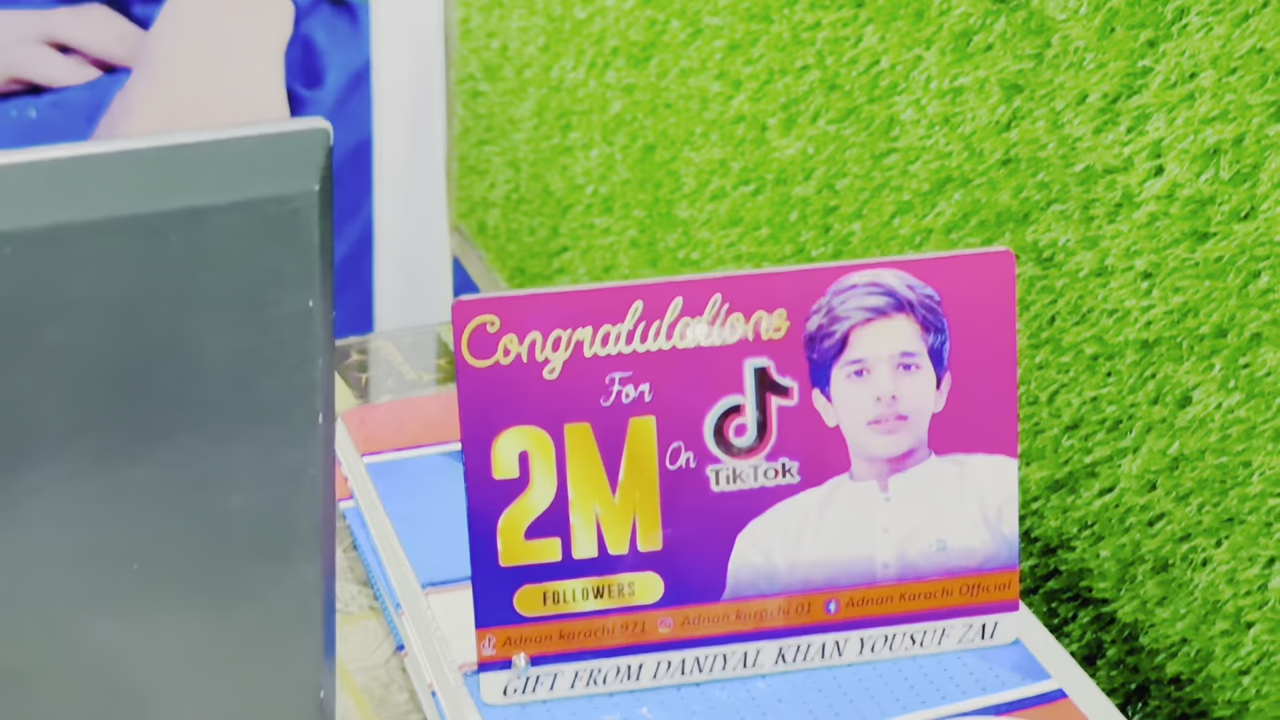 Congratulations
For
2M On TikTok
FOLLOWERS
Adnan karachi 971 Adnan karachi 01 Adnan Karachi Official
GIFT FROM DANIYAL KHAN YOUSUF ZAI